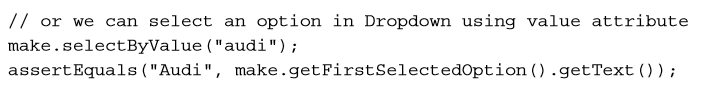 // or we can select an option in Dropdown using value attribute
make.selectByValue("audi");
assertEquals("Audi", make.getFirstSelectedOption().getText());